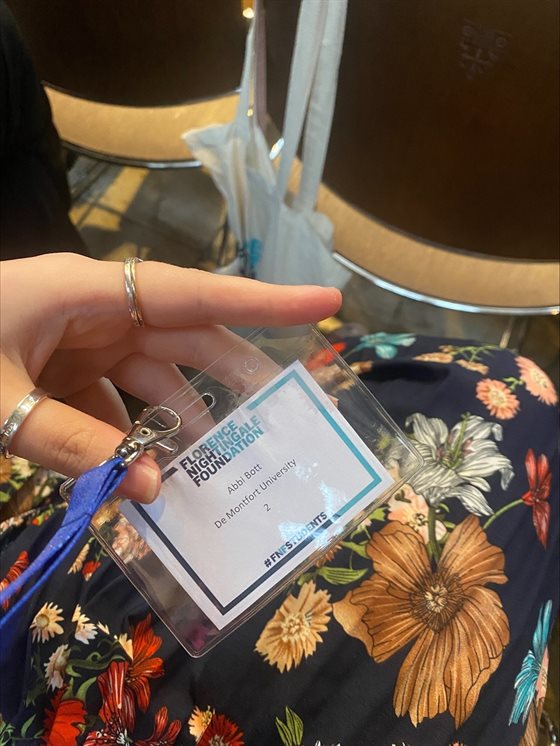 FLORENCE
NIGHTINGALE
FOUNDATION
Abbi Bott
De Montfort University
2
#FNFSTUDENTS